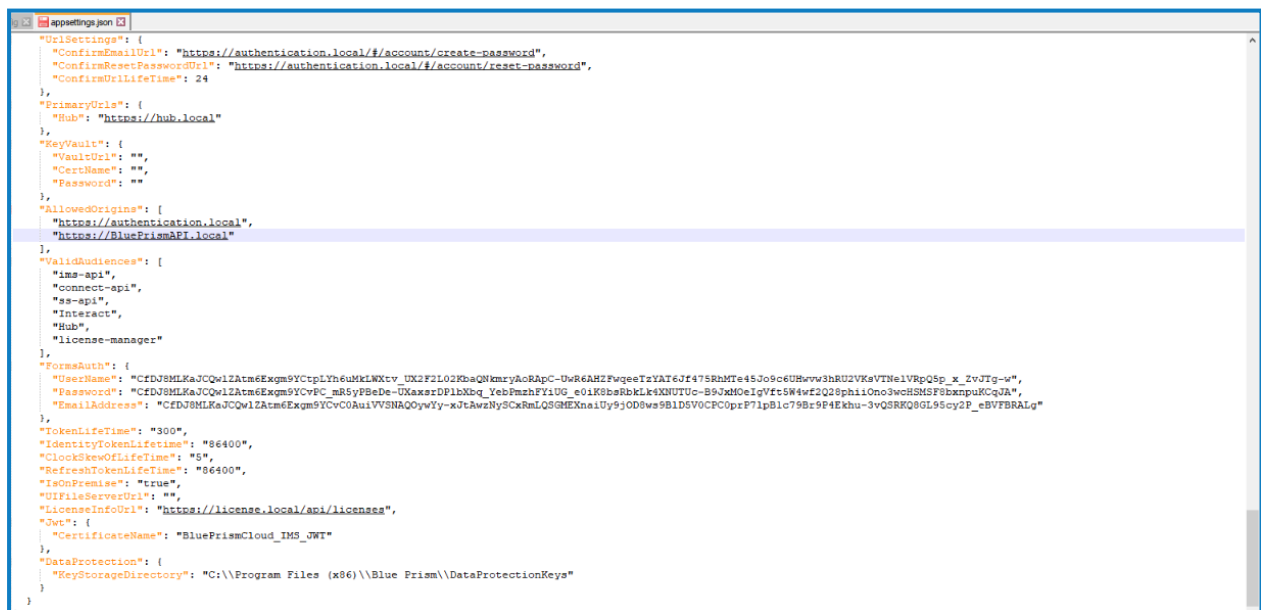 appsettings.json
"UrlSettings": {
"ConfirmEmailUrl": "https://authentication.local/#/account/create-password",
"ConfirmResetPasswordUrl": "https://authentication.local/#/account/reset-password",
"ConfirmUrlLifeTime": 24
},
"PrimaryUrls": {
"Hub": "https://hub.local"
},
"KeyVault": {
"VaultUrl": "",
"CertName": "",
"Password": ""
},
"AllowedOrigins": [
"https://authentication.local",
"https://BluePrismAPI.local"
],
"ValidAudiences": [
"ims-api",
"connect-api",
"ss-api",
"Interact",
"Hub",
"license-manager"
],
"FormsAuth": {
"UserName":
"Password":
"EmailAddress":
},
"TokenLifeTime": "300",
"IdentityTokenLifetime": "86400",
"ClockSkewOfLifeTime": "5",
"RefreshTokenLifeTime": "86400",
"IsOnPremise": "true",
"UIFileServerUrl": "",
"LicenseInfoUrl": "https://license.local/api/licenses",
"Jwt": {
"CertificateName": "BluePrismCloud_IMS_JWT"
},
"DataProtection": {
"KeyStorageDirectory": "C:\\Program Files (x86)\\Blue Prism\\DataProtectionKeys"
}
}